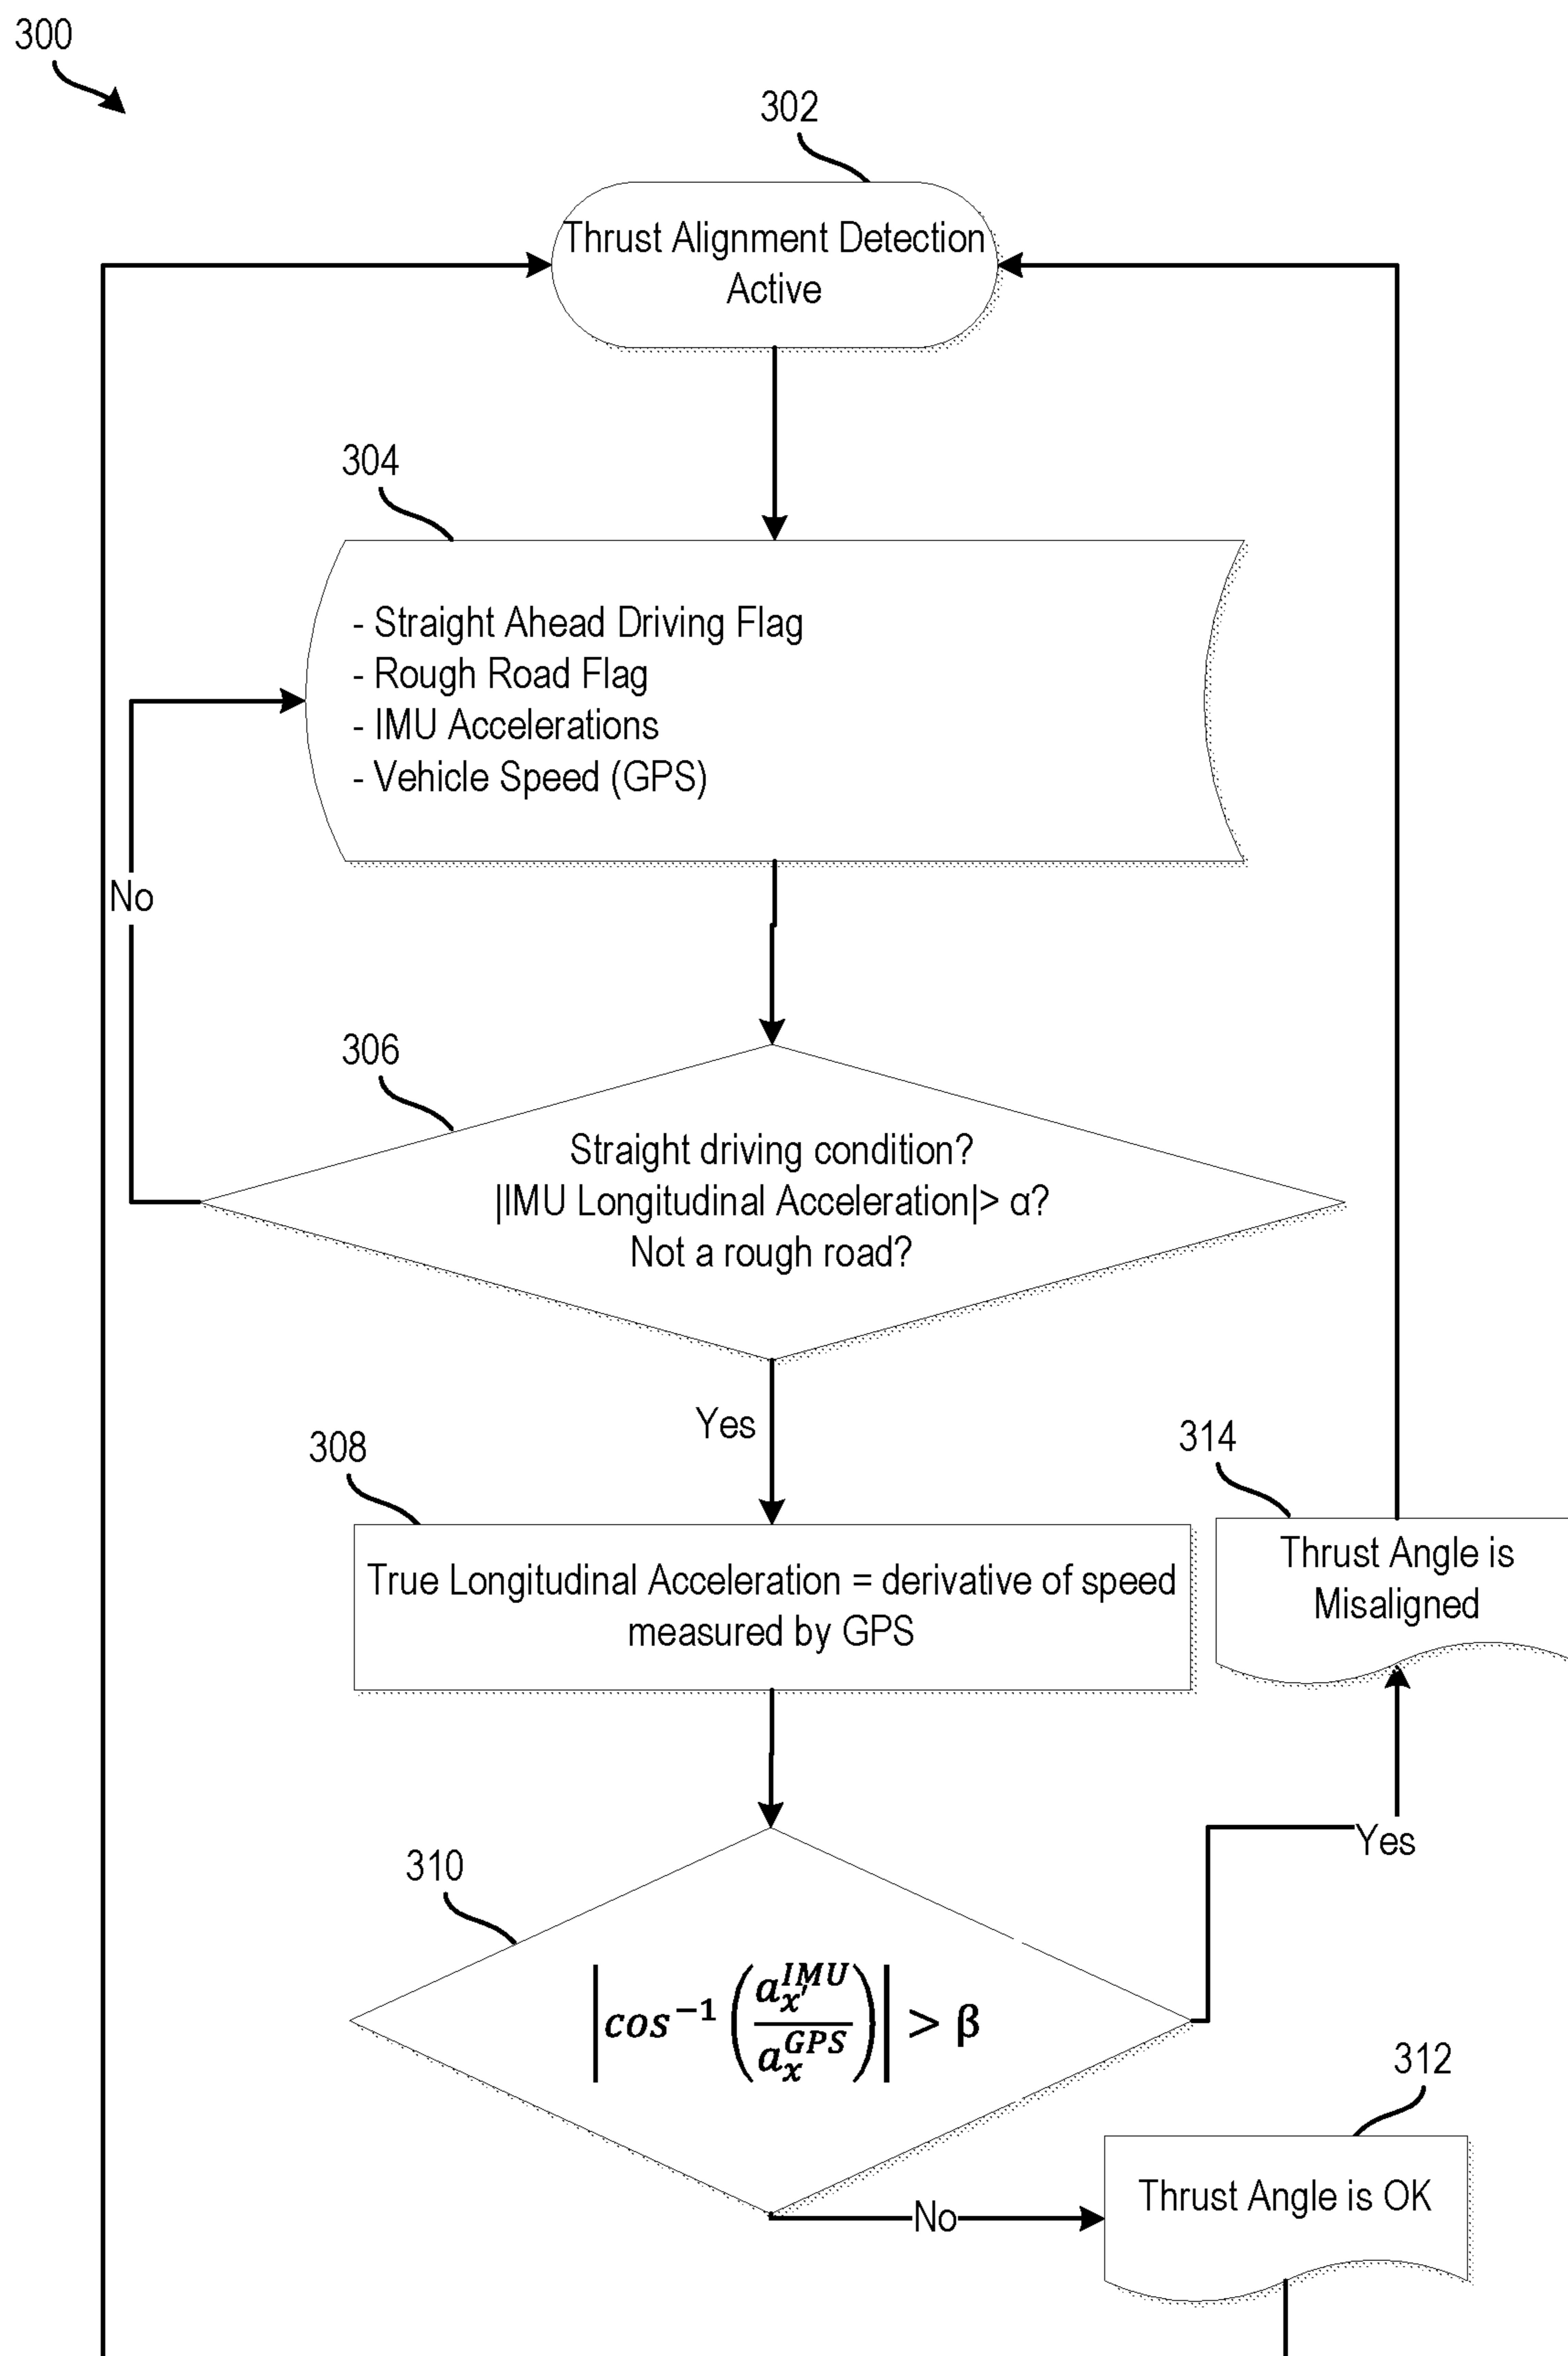 300
302
Thrust Alignment Detection
Active
304
- Straight Ahead Driving Flag
- Rough Road Flag
- IMU Accelerations
- Vehicle Speed (GPS)
No
306
Straight driving condition?
|IMU Longitudinal Acceleration|> α?
Not a rough road?
Yes
308
True Longitudinal Acceleration = derivative of speed
measured by GPS
314
Thrust Angle is
Misaligned
Yes
310
|cos⁻¹(a_x'^IMU / a_x^GPS)| > β
312
No
Thrust Angle is OK